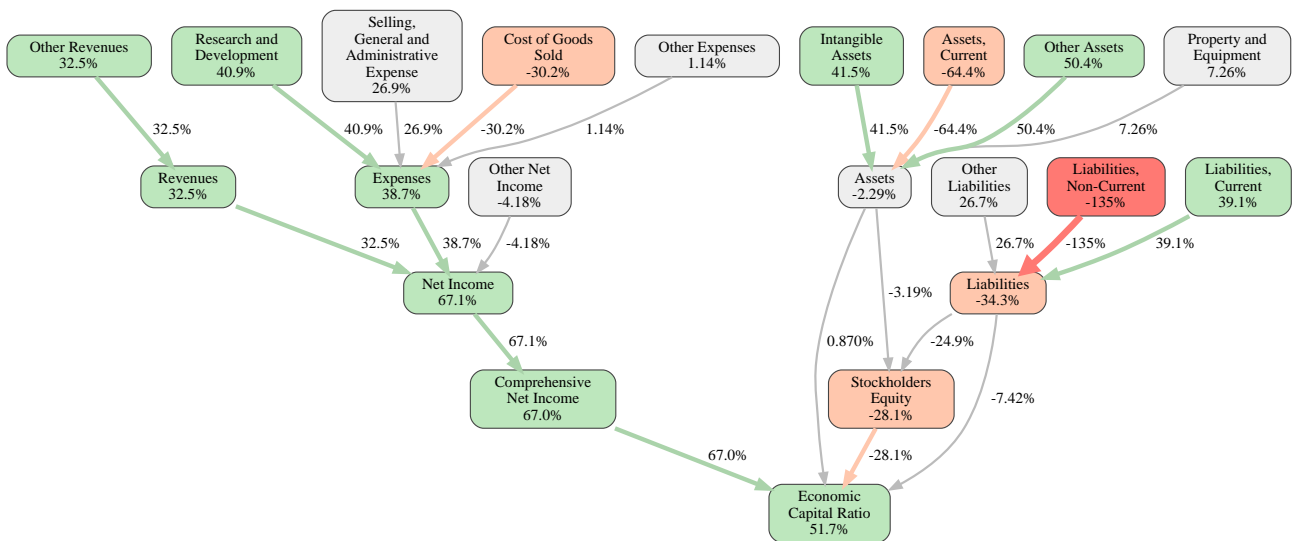 Other Revenues
32.5%
Research and
Development
40.9%
Selling,
General and
Administrative
Expense
26.9%
Cost of Goods
Sold
-30.2%
Other Expenses
1.14%
Intangible
Assets
41.5%
Assets,
Current
-64.4%
Other Assets
50.4%
Property and
Equipment
7.26%
32.5%
40.9%
26.9%
-30.2%
1.14%
41.5%
-64.4%
50.4%
7.26%
Revenues
32.5%
Expenses
38.7%
Other Net
Income
-4.18%
Assets
-2.29%
Other
Liabilities
26.7%
Liabilities,
Non-Current
-135%
Liabilities,
Current
39.1%
32.5%
38.7%
-4.18%
26.7%
-135%
39.1%
Net Income
67.1%
-3.19%
Liabilities
-34.3%
67.1%
0.870%
-24.9%
Comprehensive
Net Income
67.0%
Stockholders
Equity
-28.1%
-7.42%
67.0%
-28.1%
Economic
Capital Ratio
51.7%